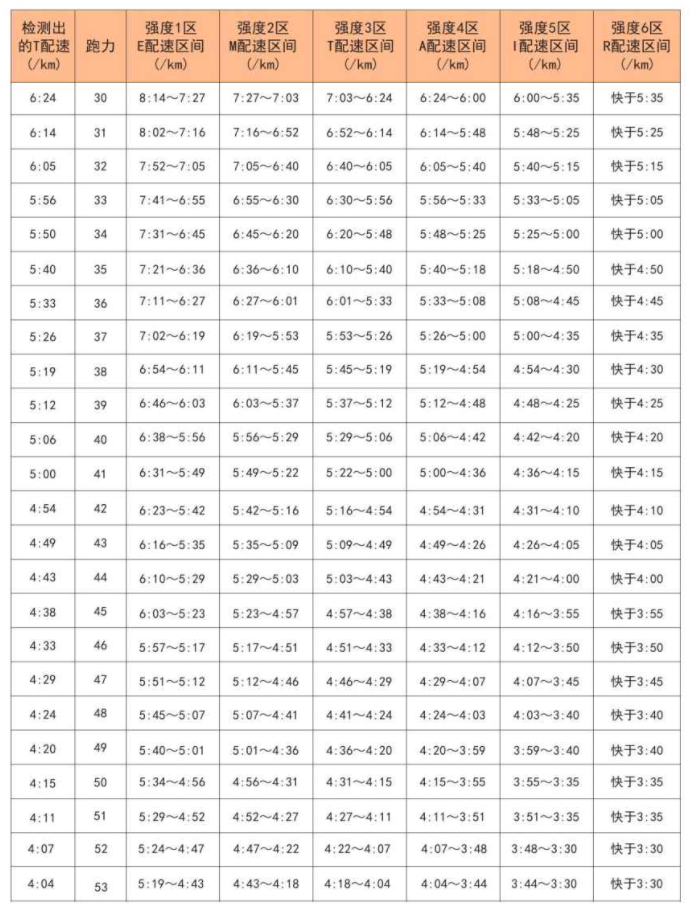 检测出的T配速(/km) 跑力 强度1区E配速区间(/km) 强度2区M配速区间(/km) 强度3区T配速区间(/km) 强度4区A配速区间(/km) 强度5区I配速区间(/km) 强度6区R配速区间(/km)
6:24 30 8:14～7:27 7:27～7:03 7:03～6:24 6:24～6:00 6:00～5:35 快于5:35
6:14 31 8:02～7:16 7:16～6:52 6:52～6:14 6:14～5:48 5:48～5:25 快于5:25
6:05 32 7:52～7:05 7:05～6:40 6:40～6:05 6:05～5:40 5:40～5:15 快于5:15
5:56 33 7:41～6:55 6:55～6:30 6:30～5:56 5:56～5:33 5:33～5:05 快于5:05
5:50 34 7:31～6:45 6:45～6:20 6:20～5:48 5:48～5:25 5:25～5:00 快于5:00
5:40 35 7:21～6:36 6:36～6:10 6:10～5:40 5:40～5:18 5:18～4:50 快于4:50
5:33 36 7:11～6:27 6:27～6:01 6:01～5:33 5:33～5:08 5:08～4:45 快于4:45
5:26 37 7:02～6:19 6:19～5:53 5:53～5:26 5:26～5:00 5:00～4:35 快于4:35
5:19 38 6:54～6:11 6:11～5:45 5:45～5:19 5:19～4:54 4:54～4:30 快于4:30
5:12 39 6:46～6:03 6:03～5:37 5:37～5:12 5:12～4:48 4:48～4:25 快于4:25
5:06 40 6:38～5:56 5:56～5:29 5:29～5:06 5:06～4:42 4:42～4:20 快于4:20
5:00 41 6:31～5:49 5:49～5:22 5:22～5:00 5:00～4:36 4:36～4:15 快于4:15
4:54 42 6:23～5:42 5:42～5:16 5:16～4:54 4:54～4:31 4:31～4:10 快于4:10
4:49 43 6:16～5:35 5:35～5:09 5:09～4:49 4:49～4:26 4:26～4:05 快于4:05
4:43 44 6:10～5:29 5:29～5:03 5:03～4:43 4:43～4:21 4:21～4:00 快于4:00
4:38 45 6:03～5:23 5:23～4:57 4:57～4:38 4:38～4:16 4:16～3:55 快于3:55
4:33 46 5:57～5:17 5:17～4:51 4:51～4:33 4:33～4:12 4:12～3:50 快于3:50
4:29 47 5:51～5:12 5:12～4:46 4:46～4:29 4:29～4:07 4:07～3:45 快于3:45
4:24 48 5:45～5:07 5:07～4:41 4:41～4:24 4:24～4:03 4:03～3:40 快于3:40
4:20 49 5:40～5:01 5:01～4:36 4:36～4:20 4:20～3:59 3:59～3:40 快于3:40
4:15 50 5:34～4:56 4:56～4:31 4:31～4:15 4:15～3:55 3:55～3:35 快于3:35
4:11 51 5:29～4:52 4:52～4:27 4:27～4:11 4:11～3:51 3:51～3:35 快于3:35
4:07 52 5:24～4:47 4:47～4:22 4:22～4:07 4:07～3:48 3:48～3:30 快于3:30
4:04 53 5:19～4:43 4:43～4:18 4:18～4:04 4:04～3:44 3:44～3:30 快于3:30